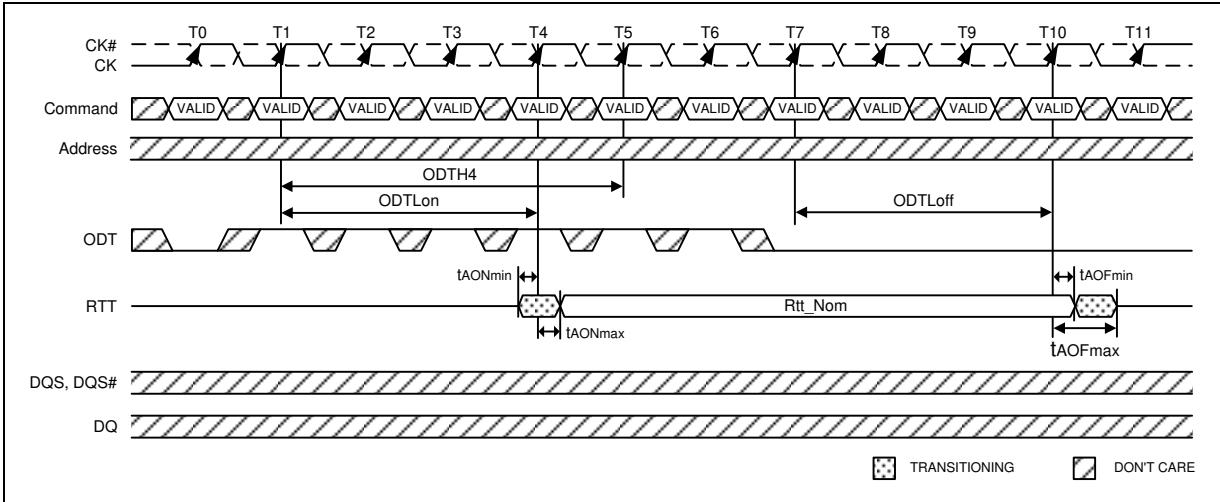 T0 T1 T2 T3 T4 T5 T6 T7 T8 T9 T10 T11
CK#
CK
Command VALID VALID VALID VALID VALID VALID VALID VALID VALID VALID VALID VALID
Address
ODTH4
ODTLon ODTLoff
ODT
tAONmin tAOFmin
RTT Rtt_Nom
tAONmax
tAOFmax
DQS, DQS#
DQ
TRANSITIONING DON'T CARE